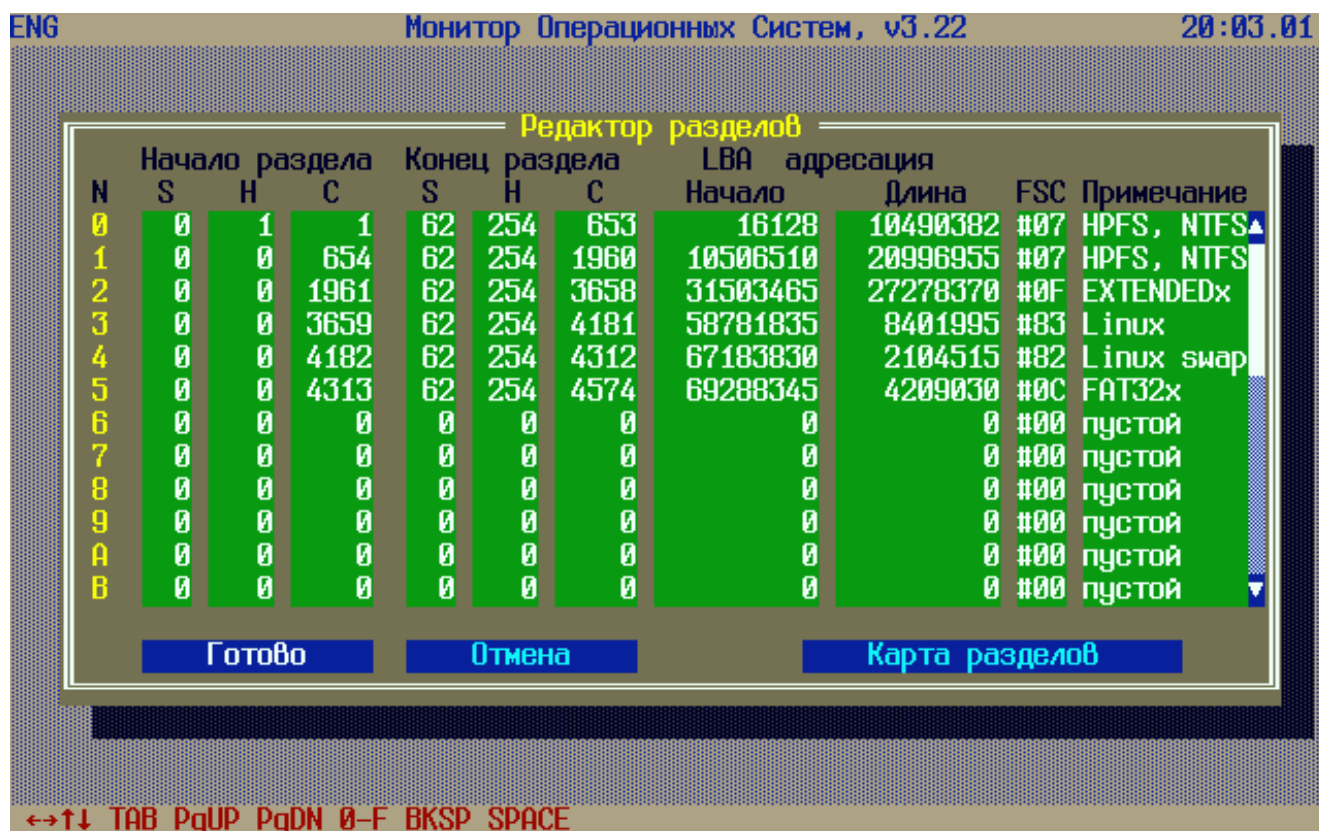 ENG Монитор Операционных Систем, v3.22 20:03.01
Редактор разделов
Начало раздела Конец раздела LBA адресация
N S H C S H C Начало Длина FSC Примечание
0 0 1 1 62 254 653 16128 10490382 #07 HPFS, NTFS
1 0 0 654 62 254 1960 10506510 20996955 #07 HPFS, NTFS
2 0 0 1961 62 254 3658 31503465 27278370 #0F EXTENDEDx
3 0 0 3659 62 254 4181 58781835 8401995 #83 Linux
4 0 0 4182 62 254 4312 67183830 2104515 #82 Linux swap
5 0 0 4313 62 254 4574 69288345 4209030 #0C FAT32x
6 0 0 0 0 0 0 0 0 #00 пустой
7 0 0 0 0 0 0 0 0 #00 пустой
8 0 0 0 0 0 0 0 0 #00 пустой
9 0 0 0 0 0 0 0 0 #00 пустой
A 0 0 0 0 0 0 0 0 #00 пустой
B 0 0 0 0 0 0 0 0 #00 пустой
Готово Отмена Карта разделов
←→↑↓ TAB PgUP PgDN 0-F BKSP SPACE